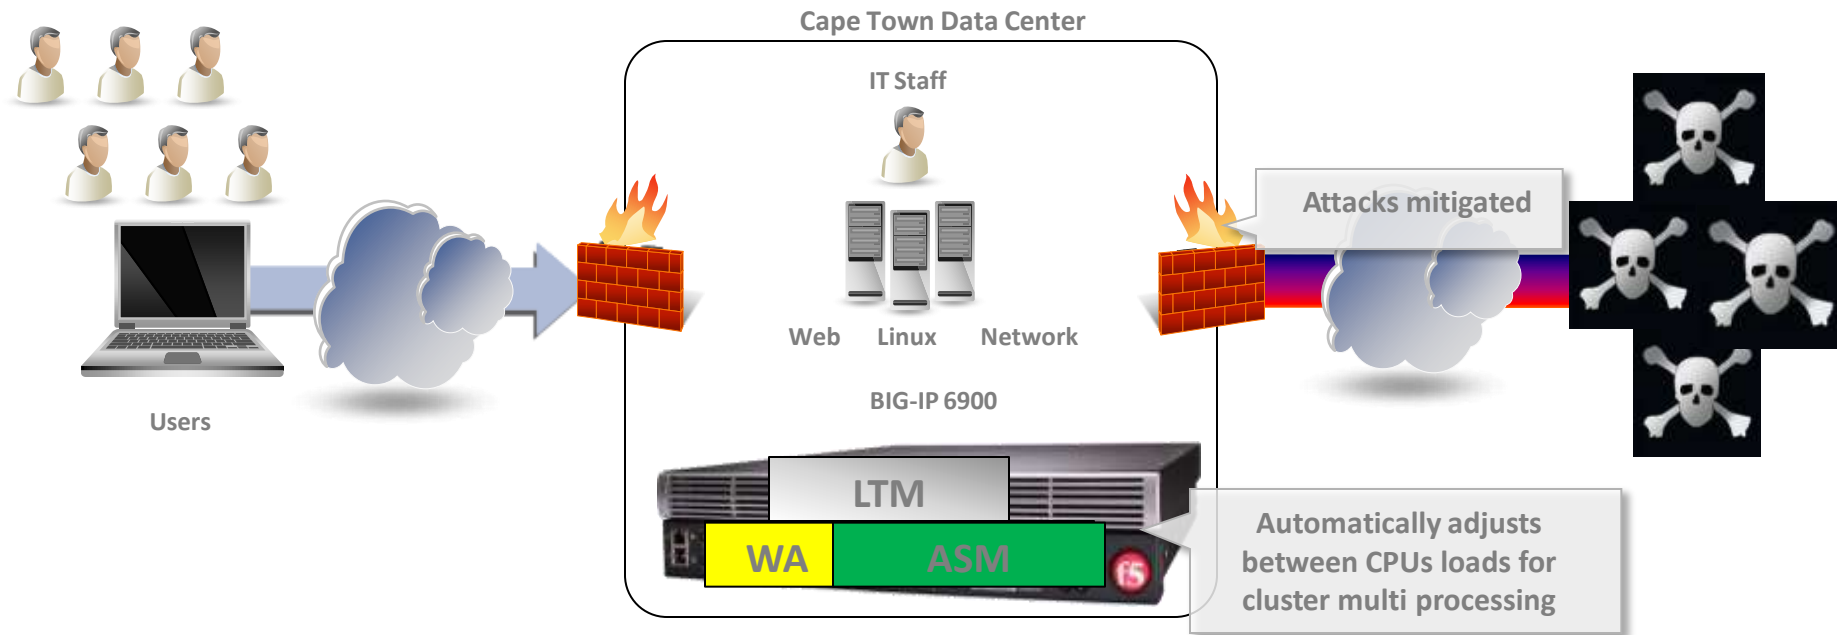 Cape Town Data Center
IT Staff
Attacks mitigated
Web Linux Network
BIG-IP 6900
Users
LTM
WA ASM
f5
Automatically adjusts
between CPUs loads for
cluster multi processing